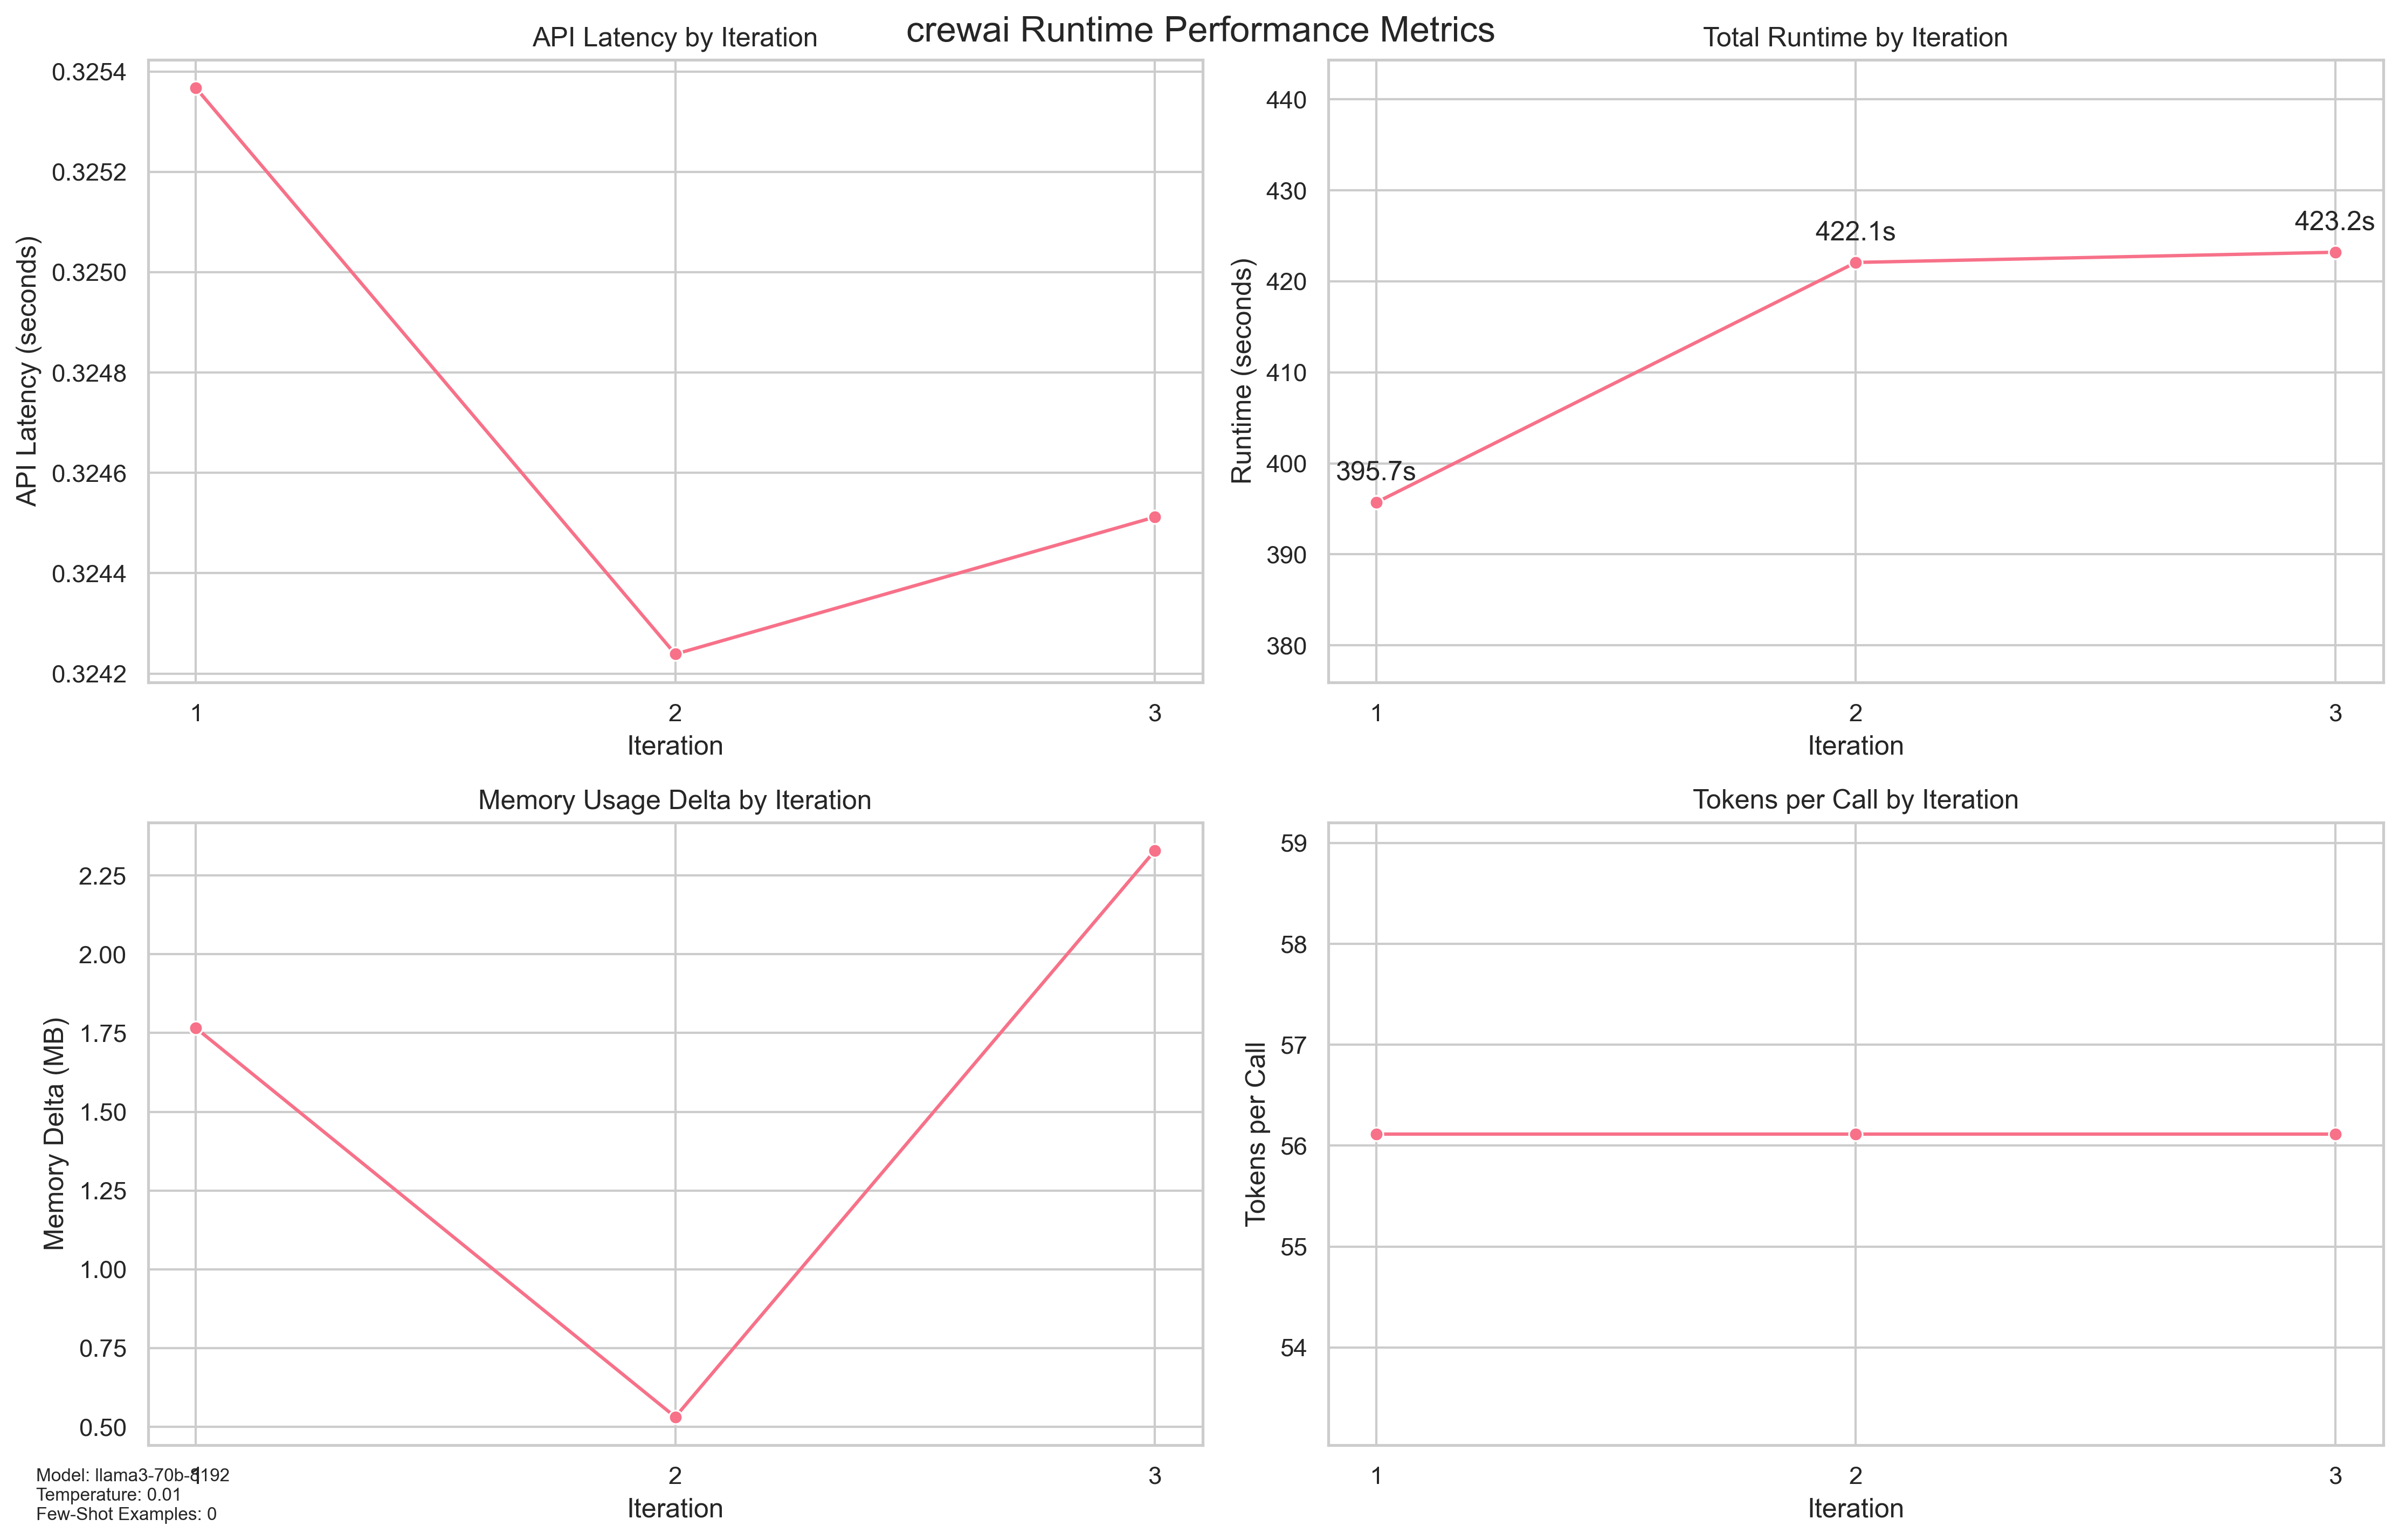 crewai Runtime Performance Metrics
API Latency by Iteration
API Latency (seconds)
0.3254
0.3252
0.3250
0.3248
0.3246
0.3244
0.3242
1 2 3
Iteration
Total Runtime by Iteration
Runtime (seconds)
440
430
420
410
400
390
380
395.7s
422.1s
423.2s
1 2 3
Iteration
Memory Usage Delta by Iteration
Memory Delta (MB)
2.25
2.00
1.75
1.50
1.25
1.00
0.75
0.50
1 2 3
Iteration
Tokens per Call by Iteration
Tokens per Call
59
58
57
56
55
54
1 2 3
Iteration
Model: llama3-70b-8192
Temperature: 0.01
Few-Shot Examples: 0